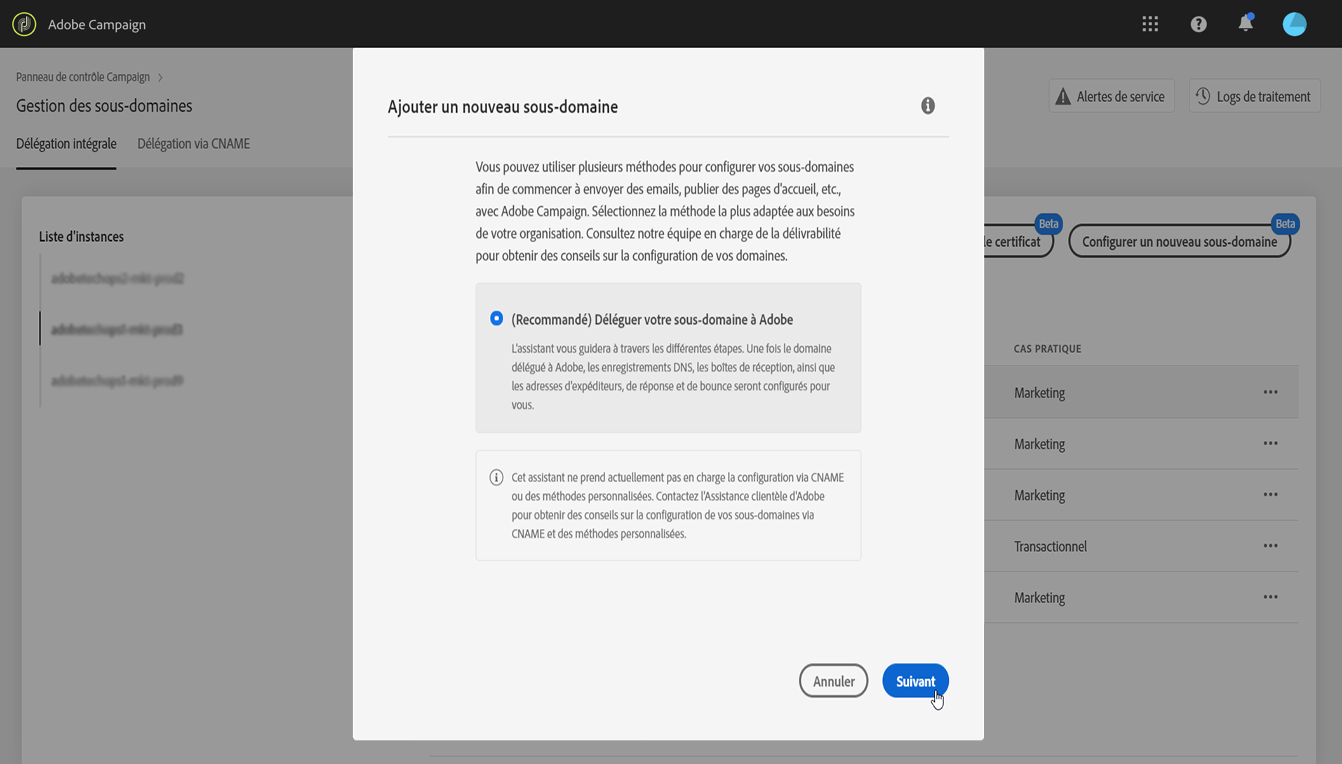 Adobe Campaign
Panneau de contrôle Campaign
Gestion des sous-domaines
Alertes de service
Logs de traitement
Délégation intégrale
Délégation via CNAME
Liste d'instances
le certificat
Beta
Configurer un nouveau sous-domaine
Beta
CAS PRATIQUE
Marketing
Marketing
Marketing
Transactionnel
Marketing
Ajouter un nouveau sous-domaine
Vous pouvez utiliser plusieurs méthodes pour configurer vos sous-domaines
afin de commencer à envoyer des emails, publier des pages d'accueil, etc.,
avec Adobe Campaign. Sélectionnez la méthode la plus adaptée aux besoins
de votre organisation. Consultez notre équipe en charge de la délivrabilité
pour obtenir des conseils sur la configuration de vos domaines.
(Recommandé) Déléguer votre sous-domaine à Adobe
L'assistant vous guidera à travers les différentes étapes. Une fois le domaine
délégué à Adobe, les enregistrements DNS, les boîtes de réception, ainsi que
les adresses d'expéditeurs, de réponse et de bounce seront configurés pour
vous.
Cet assistant ne prend actuellement pas en charge la configuration via CNAME
ou des méthodes personnalisées. Contactez l'Assistance clientèle d'Adobe
pour obtenir des conseils sur la configuration de vos sous-domaines via
CNAME et des méthodes personnalisées.
Annuler
Suivant